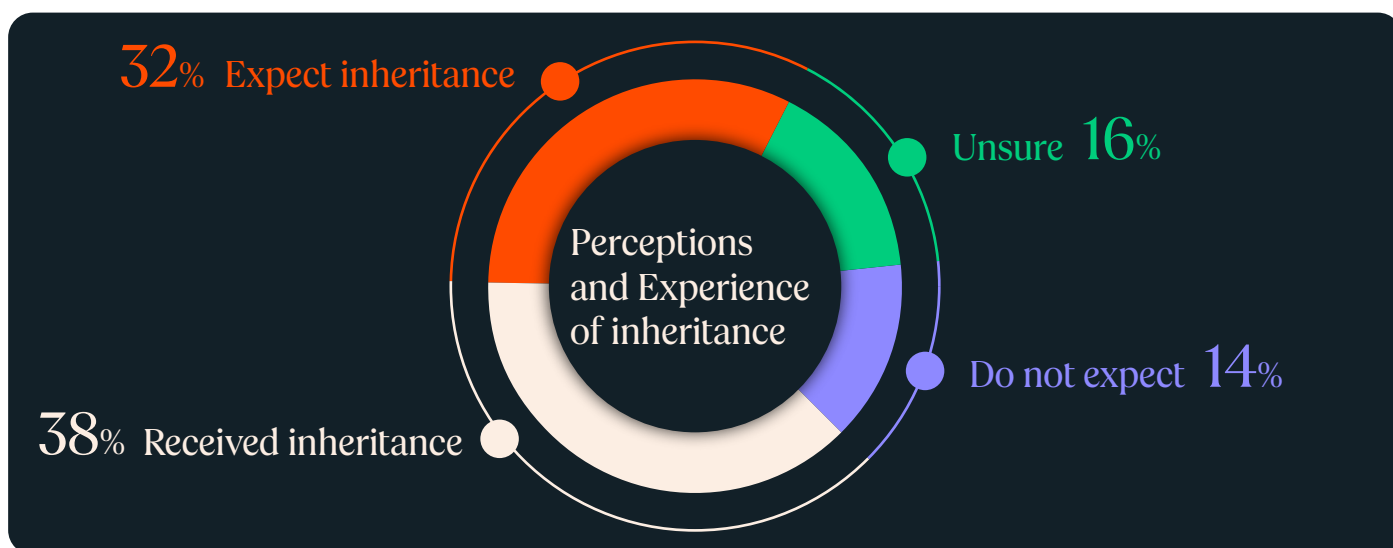 32% Expect inheritance
Unsure 16%
Perceptions
and Experience
of inheritance
Do not expect 14%
38% Received inheritance